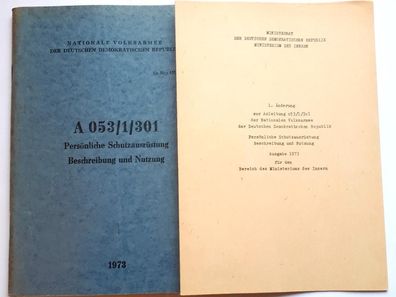 NATIONALE VOLKSARMEE
DER DEUTSCHEN DEMOKRATISCHEN REPUBLIK
A 053/1/301
Persönliche Schutzausrüstung
Beschreibung und Nutzung
1973
MINISTERRAT
DER DEUTSCHEN DEMOKRATISCHEN REPUBLIK
MINISTERIUM DES INNERN
1. Änderung
zur Anleitung 053/1/301
der Nationalen Volksarmee
der Deutschen Demokratischen Republik
Persönliche Schutzausrüstung
Beschreibung und Nutzung
Ausgabe 1973
für den
Bereich des Ministeriums des Innern